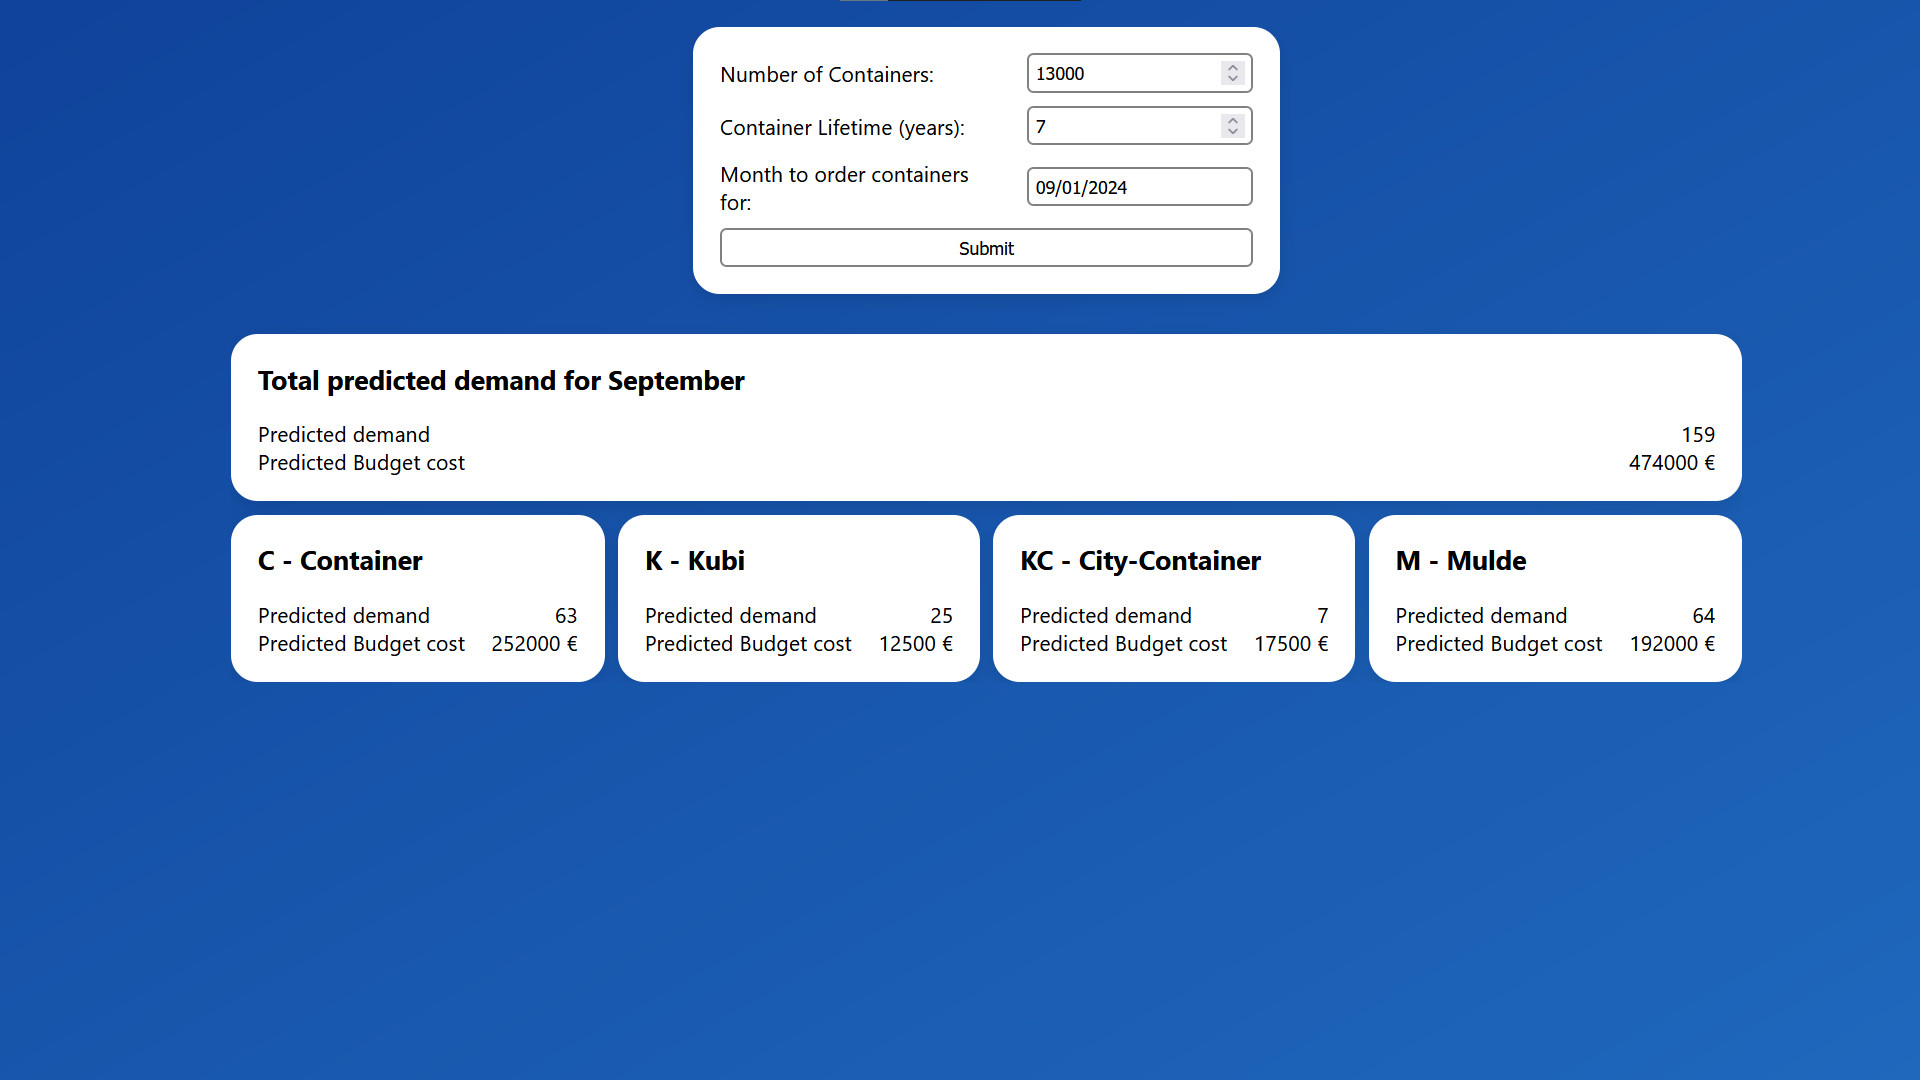 Number of Containers: 13000
Container Lifetime (years): 7
Month to order containers
for: 09/01/2024
Submit
Total predicted demand for September
Predicted demand 159
Predicted Budget cost 474000 €
C - Container
Predicted demand 63
Predicted Budget cost 252000 €
K - Kubi
Predicted demand 25
Predicted Budget cost 12500 €
KC - City-Container
Predicted demand 7
Predicted Budget cost 17500 €
M - Mulde
Predicted demand 64
Predicted Budget cost 192000 €